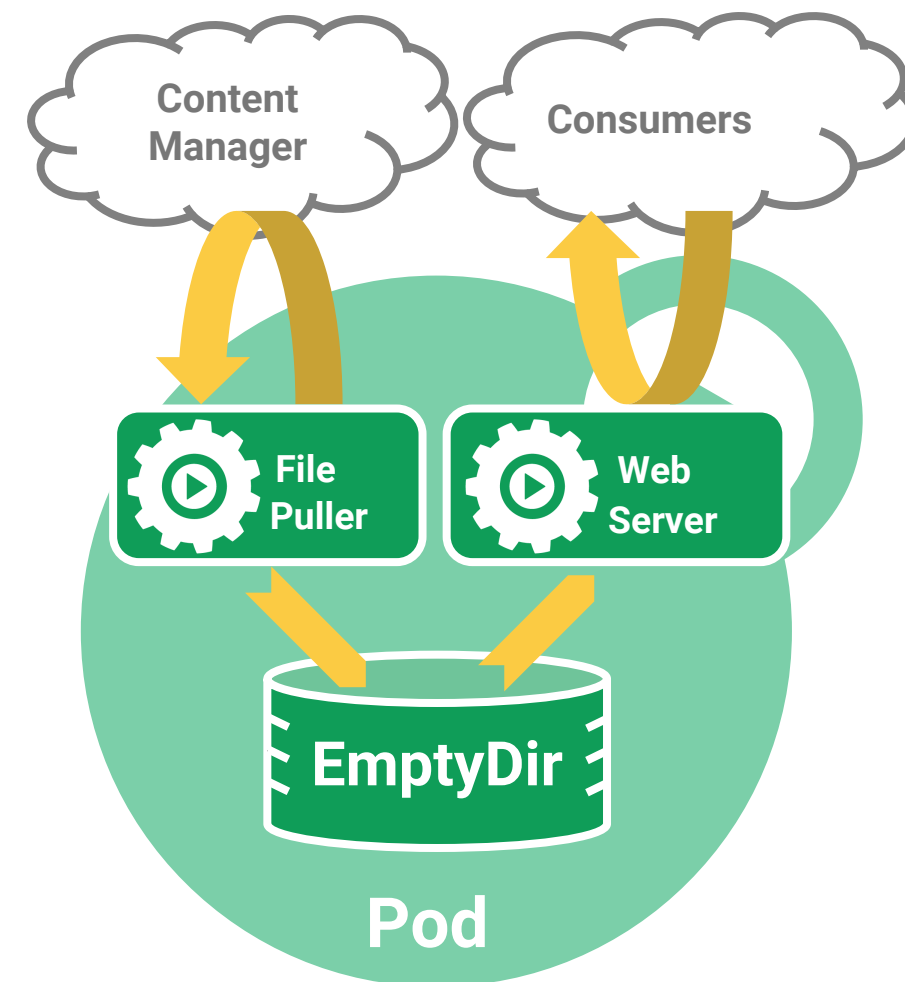 Content
Manager
Consumers
File
Puller
Web
Server
EmptyDir
Pod